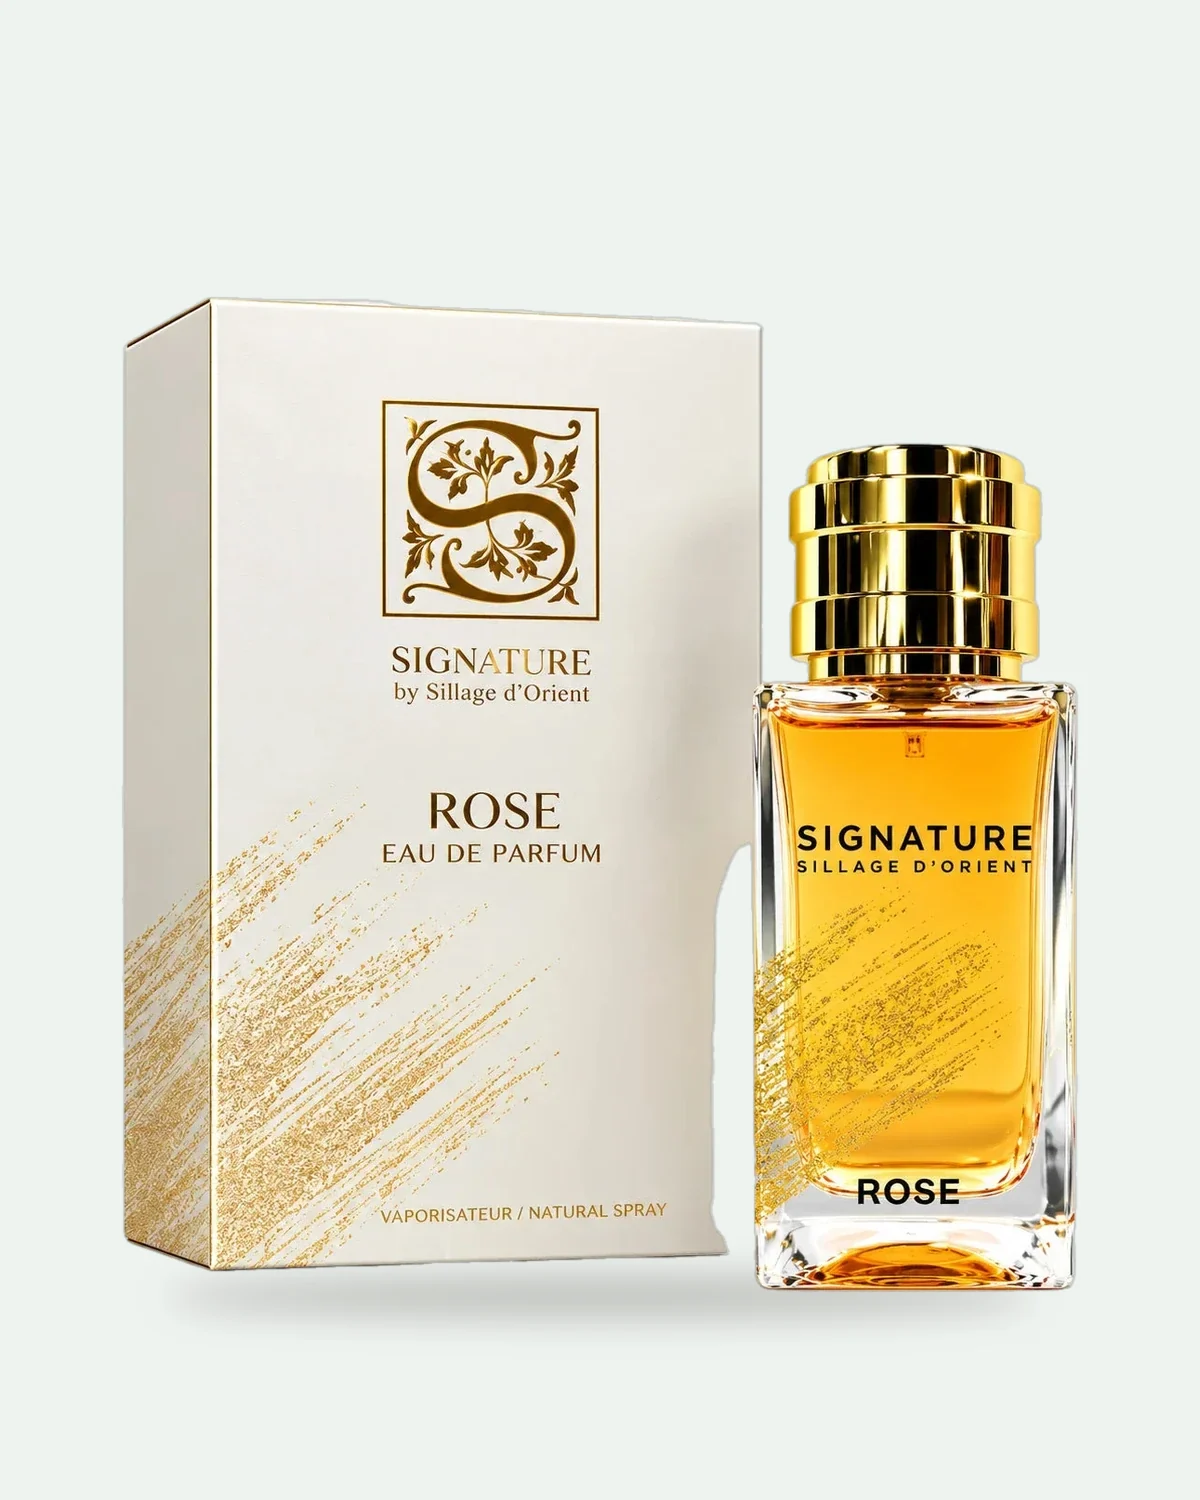 SIGNATURE
by Sillage d'Orient
ROSE
EAU DE PARFUM
VAPORISATEUR / NATURAL SPRAY
SIGNATURE
SILLAGE D'ORIENT
ROSE